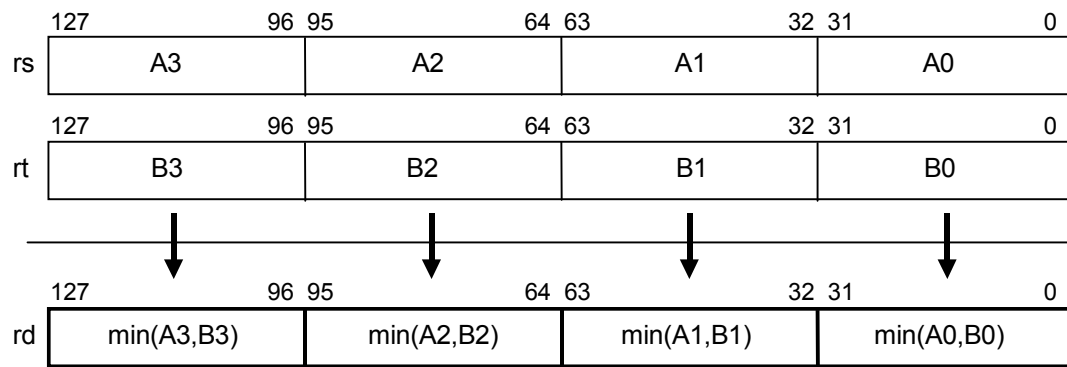 127 96 95 64 63 32 31 0
rs A3 A2 A1 A0
127 96 95 64 63 32 31 0
rt B3 B2 B1 B0
127 96 95 64 63 32 31 0
rd min(A3,B3) min(A2,B2) min(A1,B1) min(A0,B0)